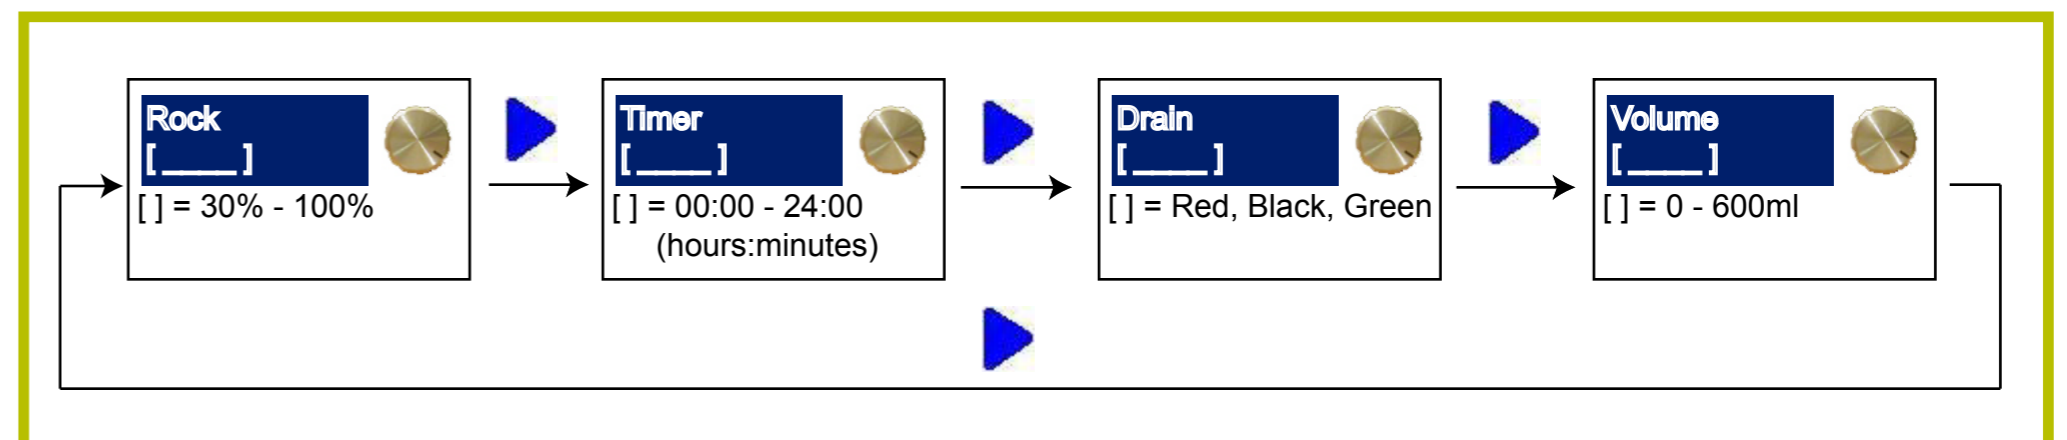 Rock
[ ____ ]
[ ] = 30% - 100%
Timer
[ ____ ]
[ ] = 00:00 - 24:00
(hours:minutes)
Drain
[ ____ ]
[ ] = Red, Black, Green
Volume
[ ____ ]
[ ] = 0 - 600ml